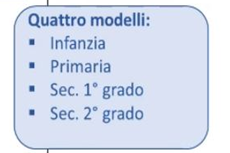 Quattro modelli:
▪ Infanzia
▪ Primaria
▪ Sec. 1° grado
▪ Sec. 2° grado